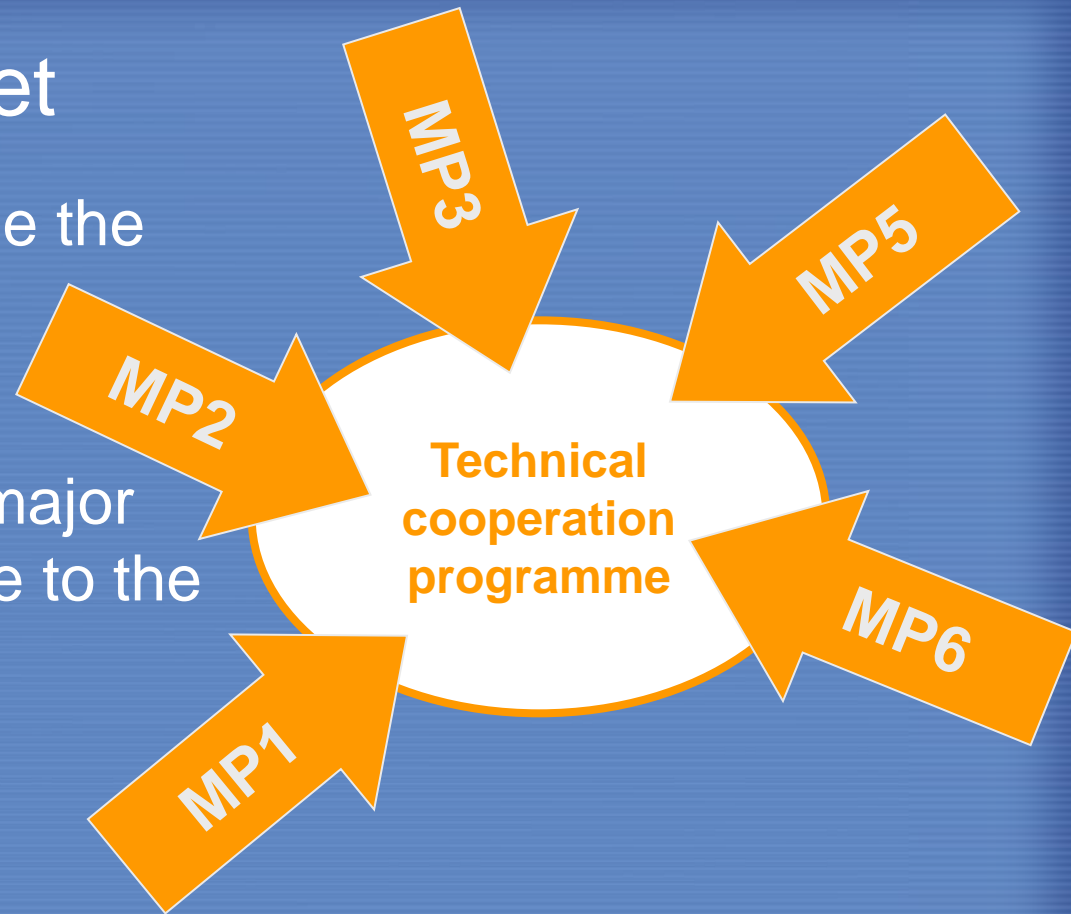 et
e the
major
e to the
MP3
MP5
MP2
Technical
cooperation
programme
MP6
MP1